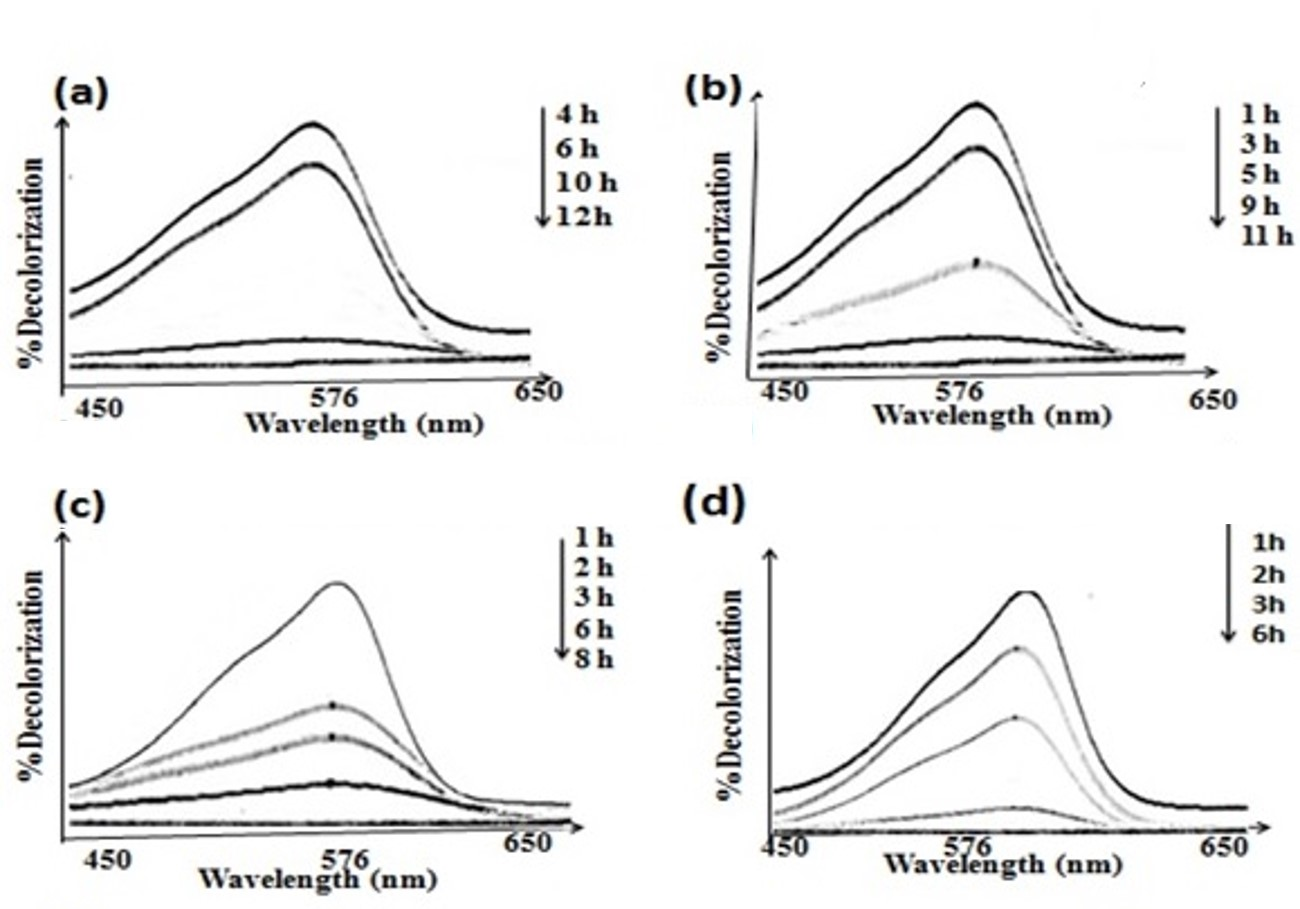 (a)
4 h
6 h
10 h
12h
%Decolorization
450
576
650
Wavelength (nm)
(b)
1 h
3 h
5 h
9 h
11 h
%Decolorization
450
576
650
Wavelength (nm)
(c)
1 h
2 h
3 h
6 h
8 h
%Decolorization
450
576
650
Wavelength (nm)
(d)
1h
2h
3h
6h
%Decolorization
450
576
650
Wavelength (nm)